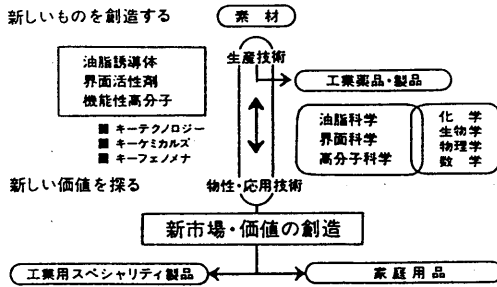 新しいものを創造する
素材
生産技術
油脂誘導体
界面活性剤
機能性高分子
工業薬品・製品
■ キーテクノロジー
■ キーケミカルズ
■ キーフェノメナ
油脂科学
界面科学
高分子科学
化学
生物学
物理学
数学
新しい価値を探る
物性・応用技術
新市場・価値の創造
工業用スペシャリティ製品
家庭用品